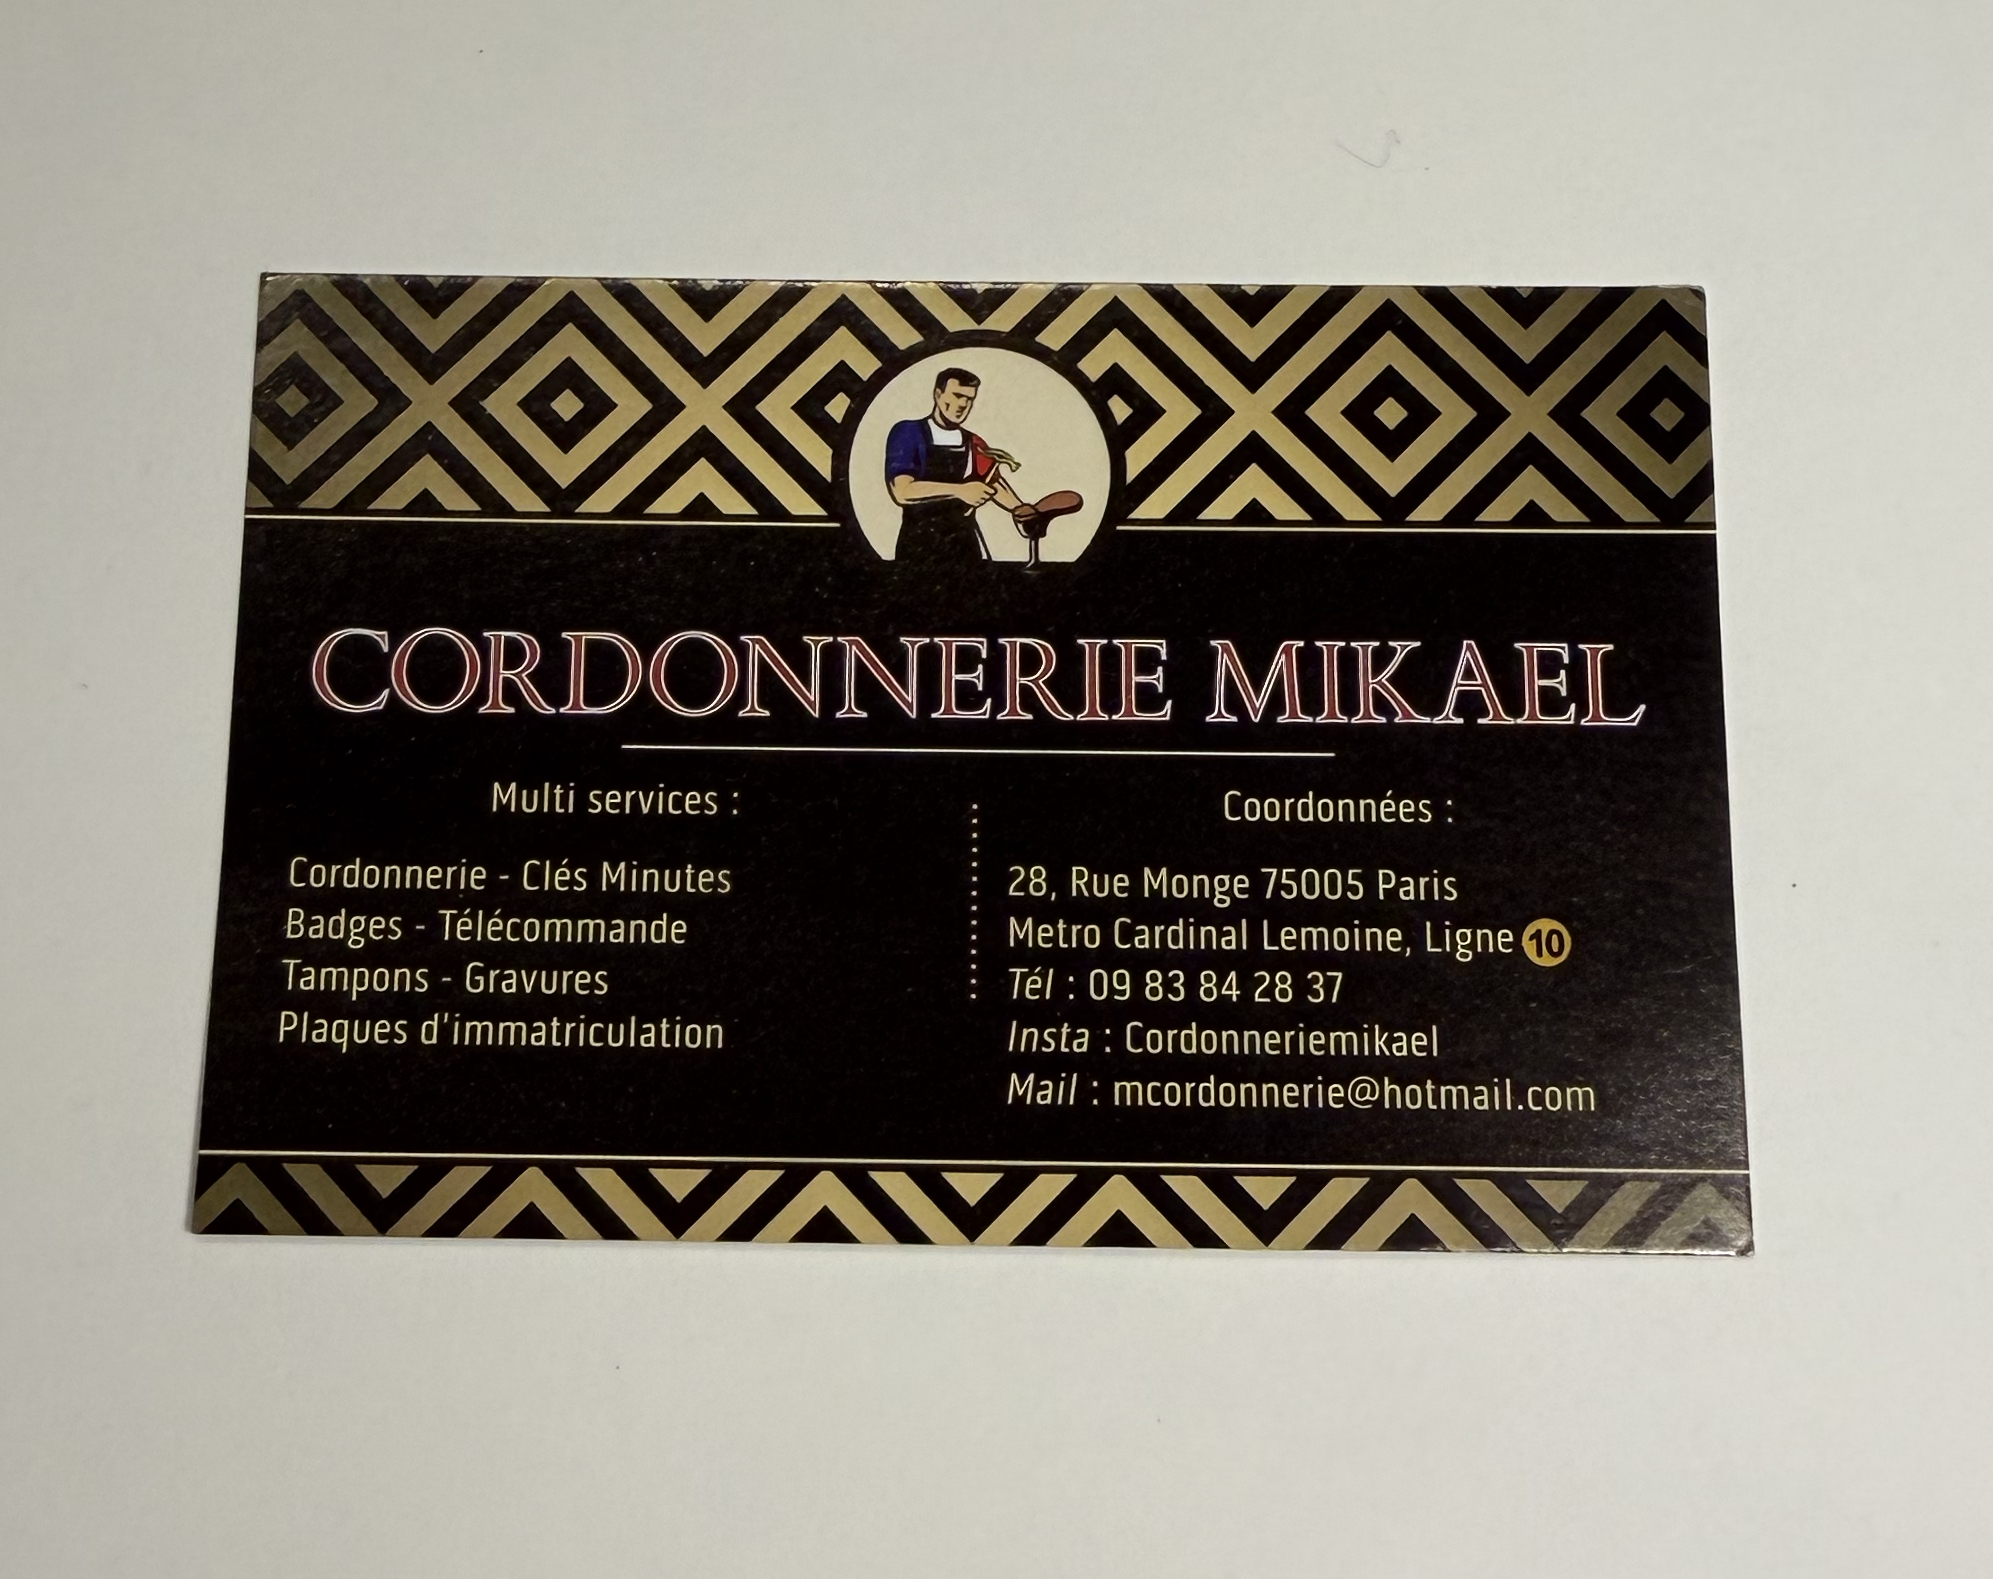 CORDONNERIE MIKAEL
Multi services :
Cordonnerie - Clés Minutes
Badges - Télécommande
Tampons - Gravures
Plaques d'immatriculation
Coordonnées :
28, Rue Monge 75005 Paris
Metro Cardinal Lemoine, Ligne 10
Tél : 09 83 84 28 37
Insta : Cordonneriemikael
Mail : mcordonnerie@hotmail.com